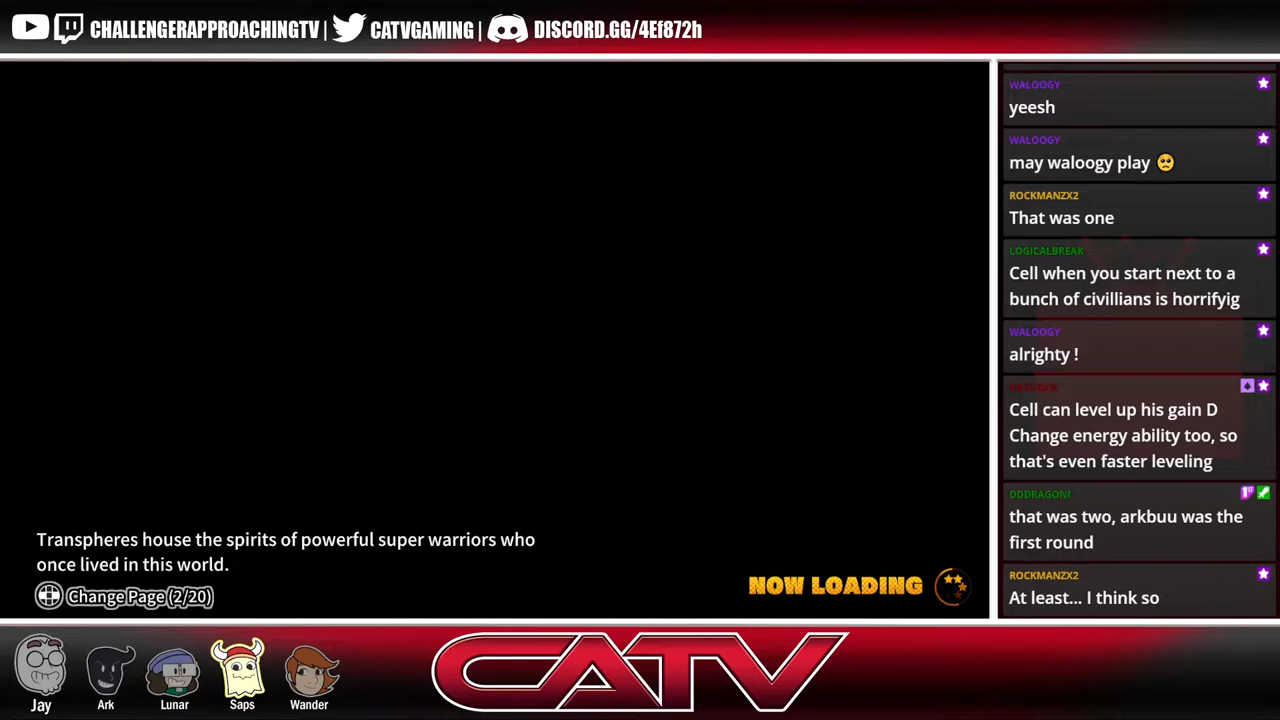 CHALLENGERAPPROACHINGTV | CATVGAMING | DISCORD.GG/4Ef872h
WALOOGY
yeesh
WALOOGY
may waloogy play 🥺
ROCKMANZX2
That was one
LOGICALBREAK
Cell when you start next to a
bunch of civillians is horrifyig
WALOOGY
alrighty !
Cell can level up his gain D
Change energy ability too, so
that's even faster leveling
DDDRAGONI
that was two, arkbuu was the
first round
ROCKMANZX2
At least... I think so
Transpheres house the spirits of powerful super warriors who
once lived in this world.
Change Page (2/20)
NOW LOADING
Jay Ark Lunar Saps Wander
CATV